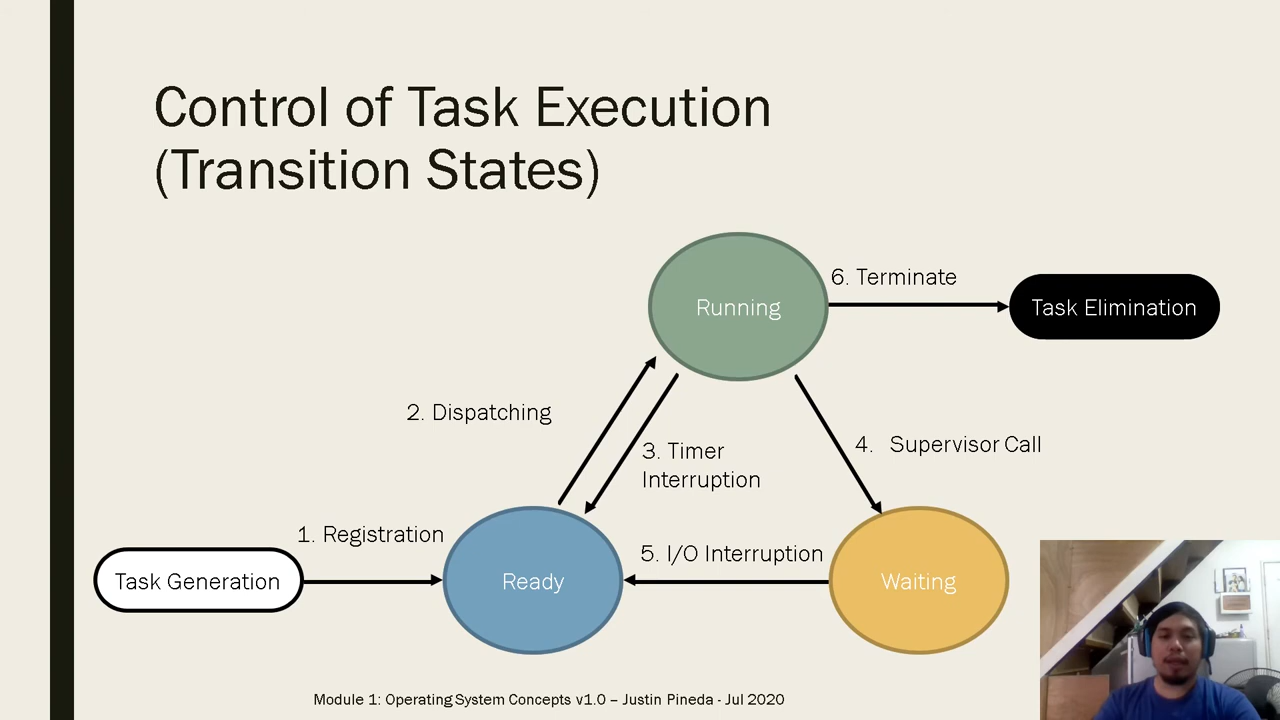 Control of Task Execution
(Transition States)
Running
6. Terminate
Task Elimination
2. Dispatching
3. Timer
Interruption
4. Supervisor Call
1. Registration
5. I/O Interruption
Task Generation
Ready
Waiting
Module 1: Operating System Concepts v1.0 – Justin Pineda - Jul 2020